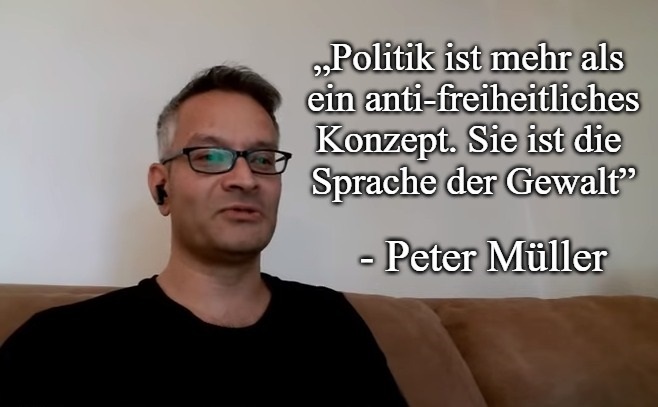 „Politik ist mehr als
ein anti-freiheitliches
Konzept. Sie ist die
Sprache der Gewalt”
- Peter Müller